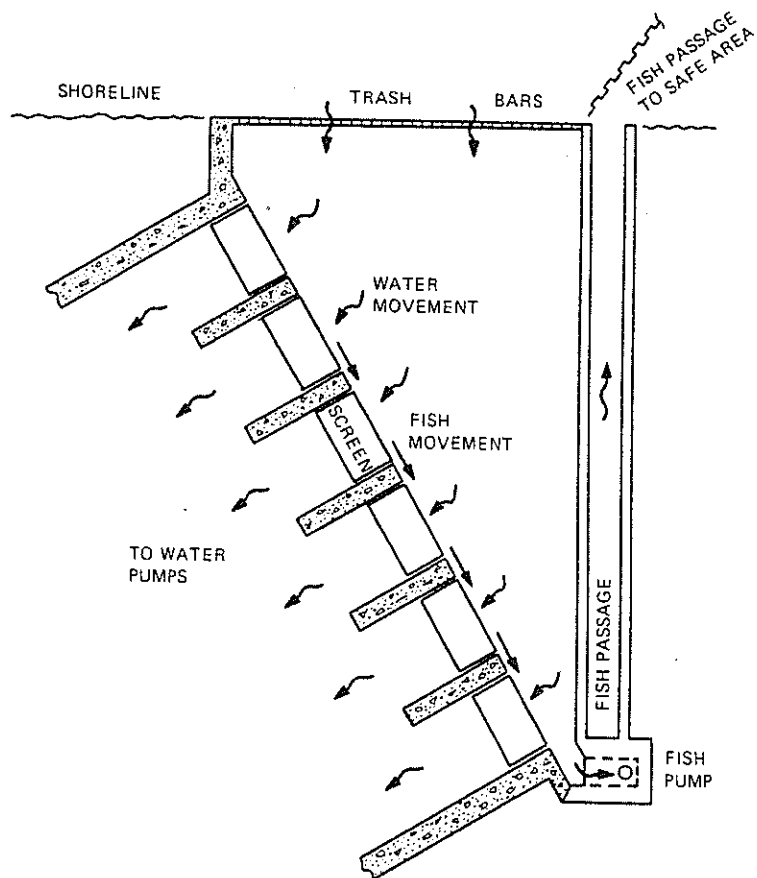 FISH PASSAGE
TO SAFE AREA
SHORELINE
TRASH BARS
WATER
MOVEMENT
SCREEN
FISH
MOVEMENT
TO WATER
PUMPS
FISH PASSAGE
FISH
PUMP